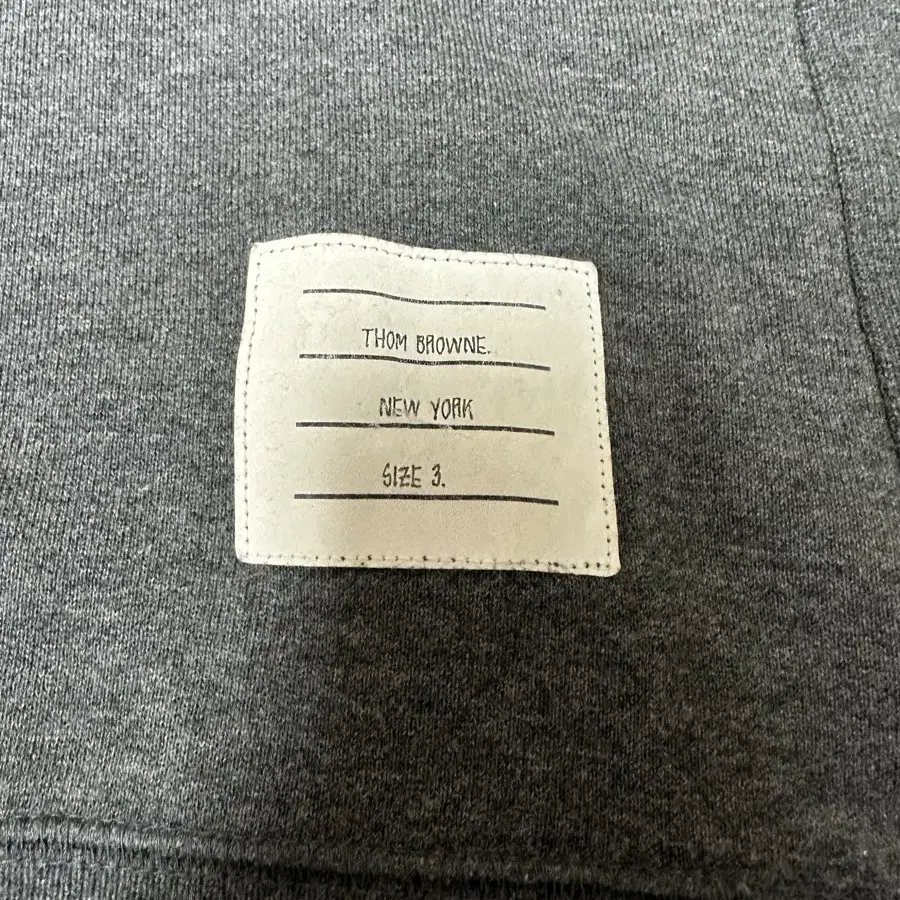 THOM BROWNE.
NEW YORK
SIZE 3.